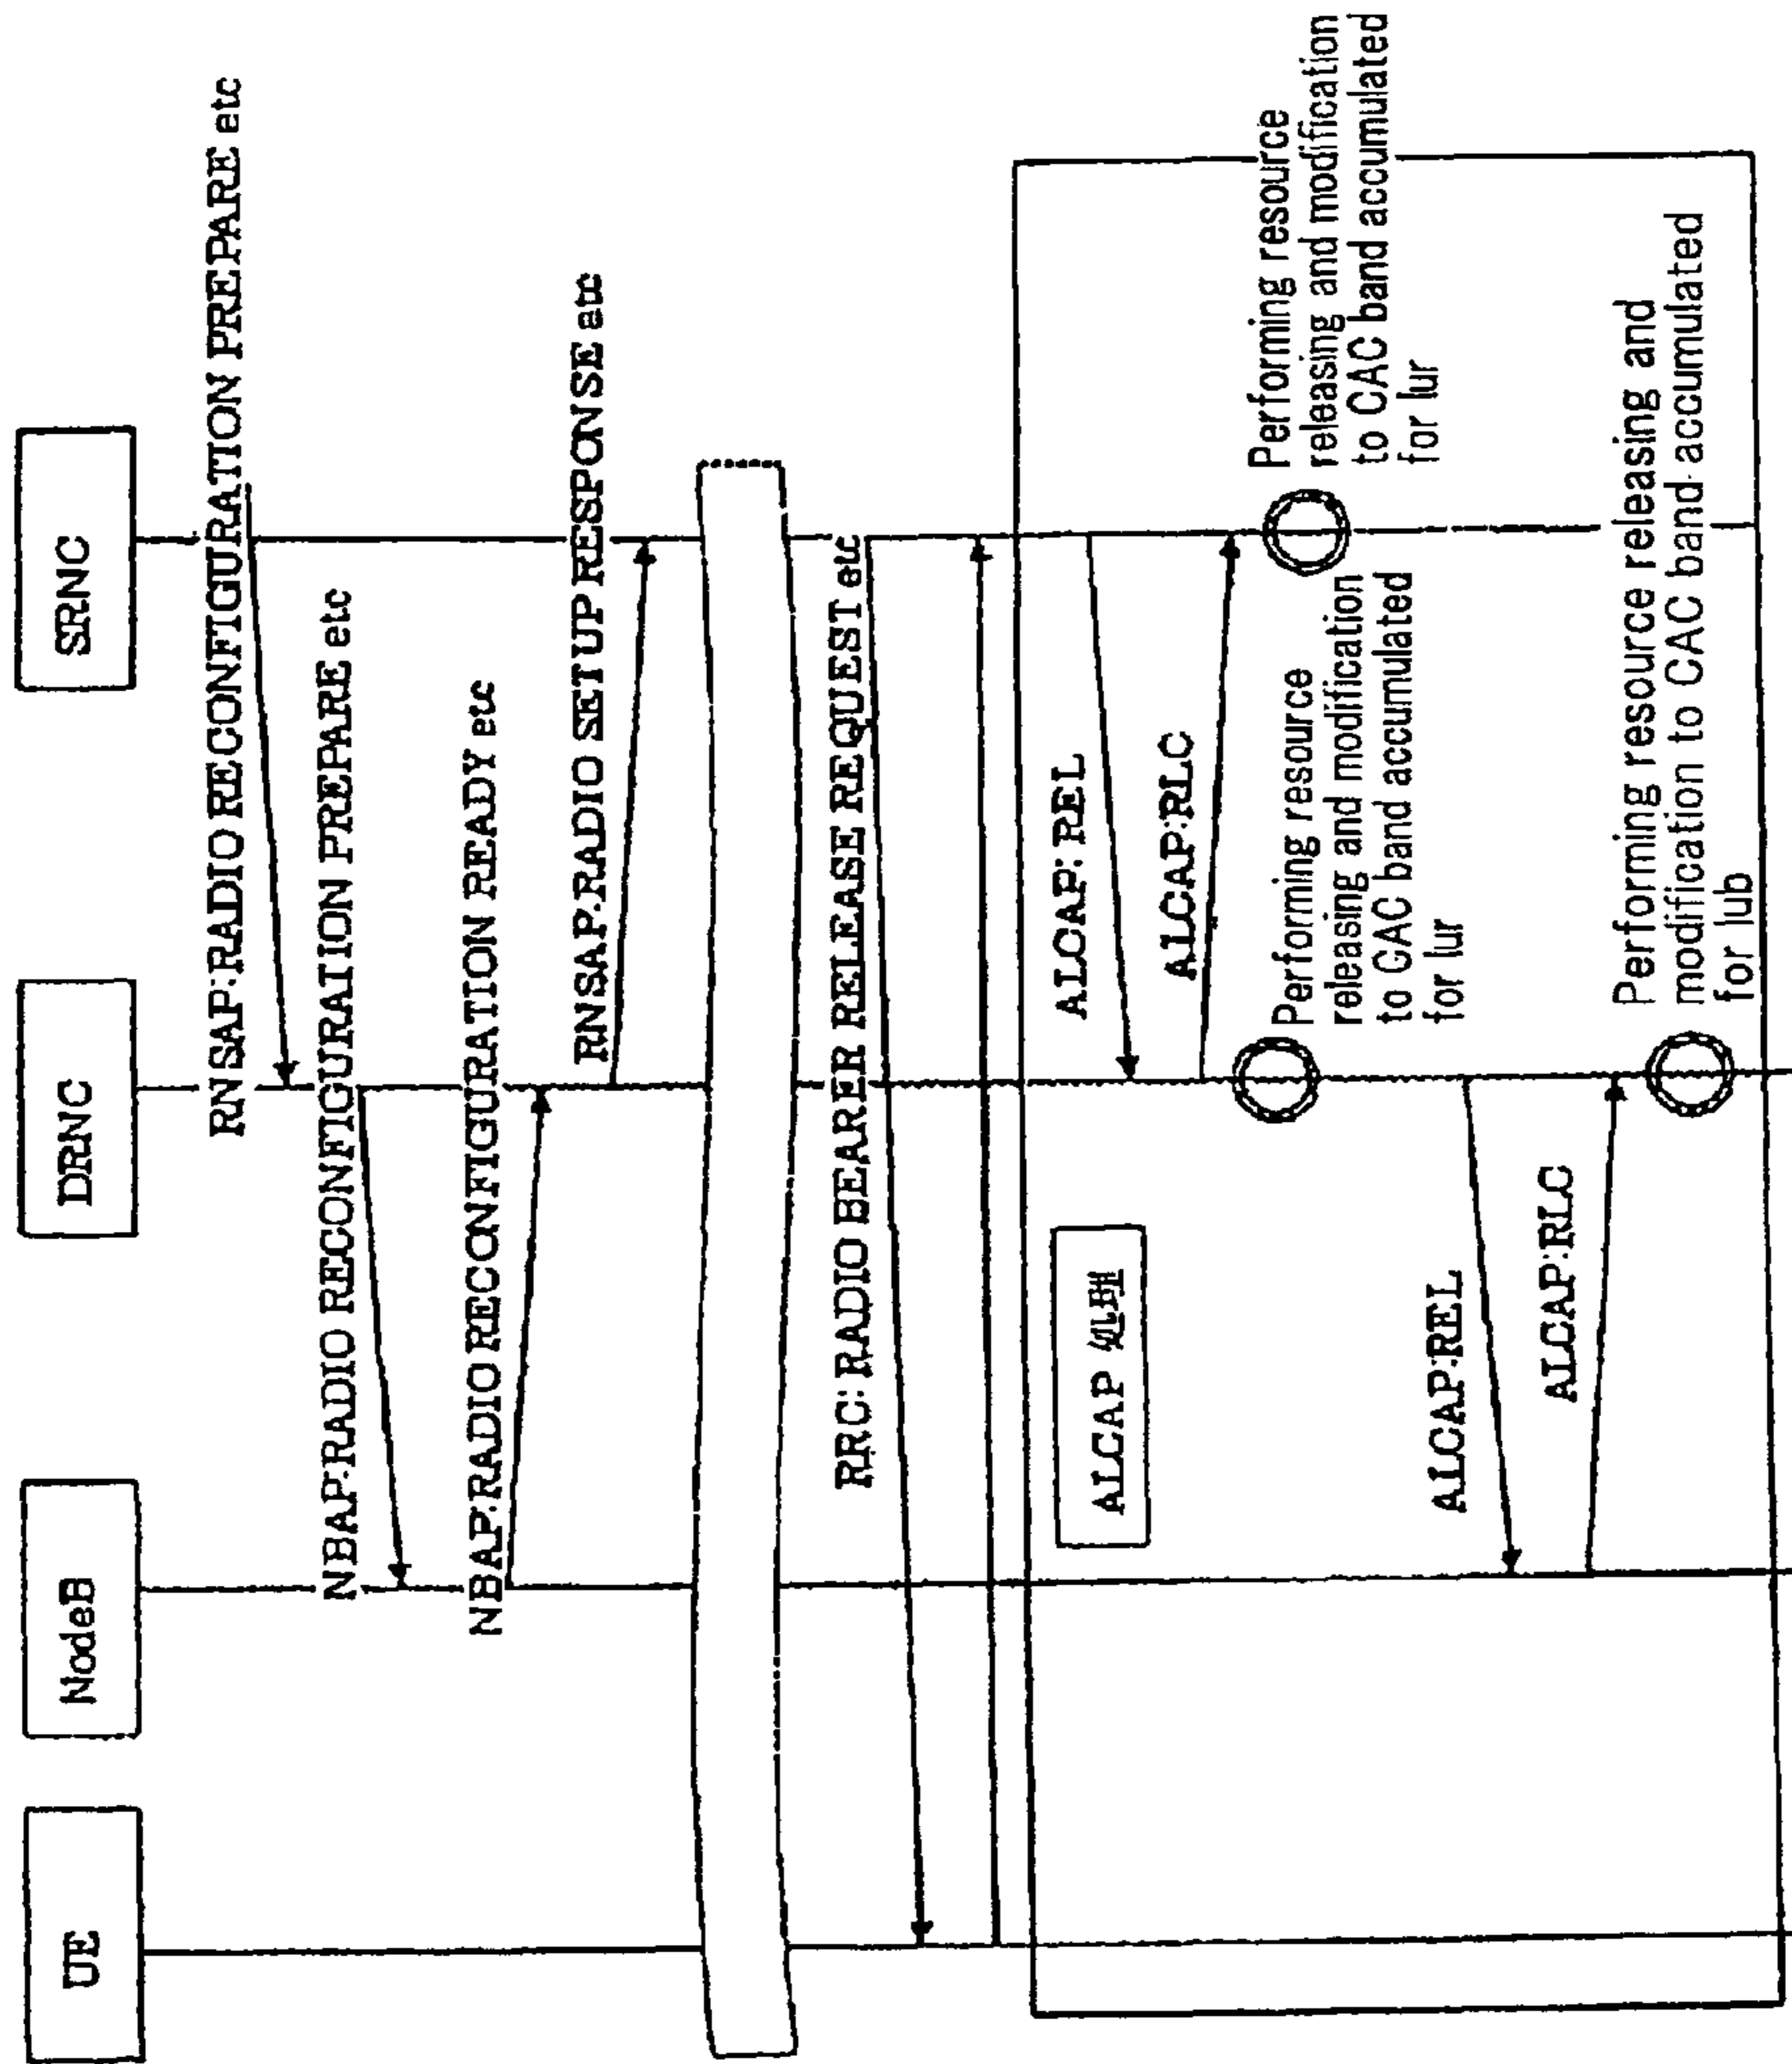 UE
NodeB
DRNC
SRNC
RNSAP:RADIO RECONFIGURATION PREPARE etc
NBAP:RADIO RECONFIGURATION PREPARE etc
NBAP:RADIO RECONFIGURATION READY etc
RNSAP:RADIO SETUP RESPONSE etc
RRC: RADIO BEARER RELEASE REQUEST etc
ALCAP
ALCAP:REL
ALCAP:RLC
Performing resource
releasing and modification
to CAC band accumulated
for Iur
Performing resource
releasing and modification
to CAC band accumulated
for Iur
ALCAP:REL
ALCAP:RLC
Performing resource releasing and
modification to CAC band accumulated
for Iub